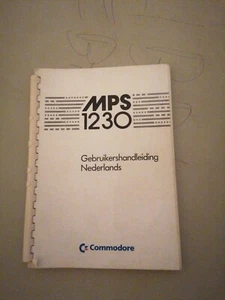 MPS
1230
Gebruikershandleiding
Nederlands
Commodore